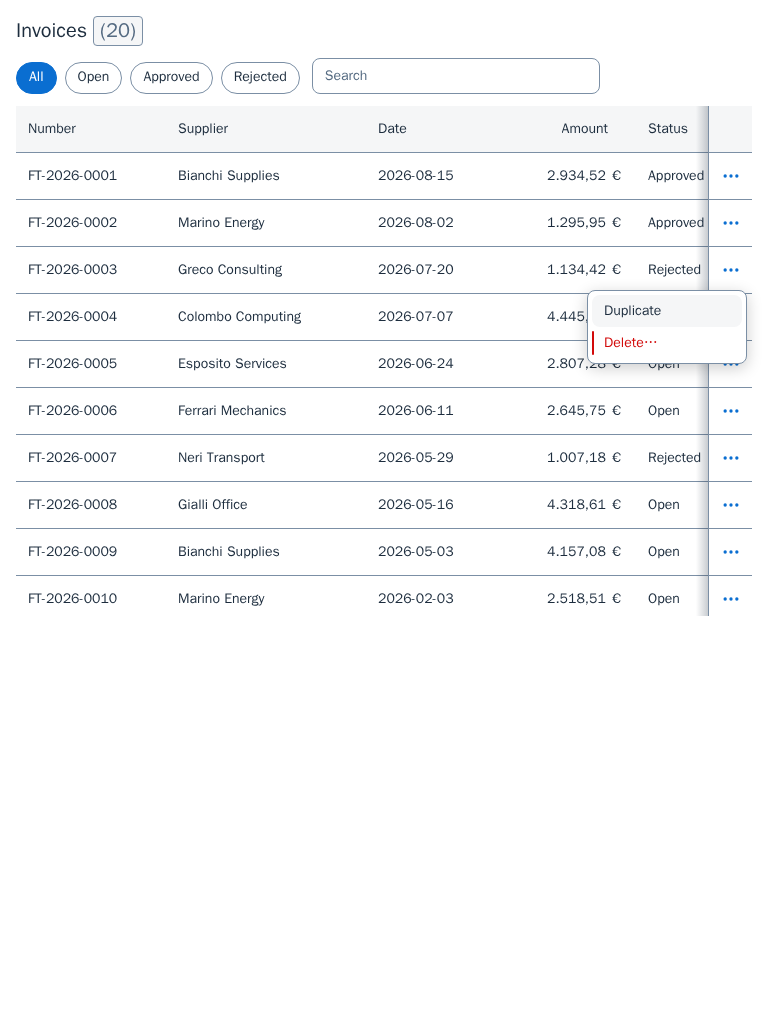 Invoices (20)
All Open Approved Rejected Search
Number Supplier Date Amount Status
FT-2026-0001 Bianchi Supplies 2026-08-15 2.934,52 € Approved
FT-2026-0002 Marino Energy 2026-08-02 1.295,95 € Approved
FT-2026-0003 Greco Consulting 2026-07-20 1.134,42 € Rejected
Duplicate
FT-2026-0004 Colombo Computing 2026-07-07 4.445,
Delete···
FT-2026-0005 Esposito Services 2026-06-24 € Open
FT-2026-0006 Ferrari Mechanics 2026-06-11 2.645,75 € Open
FT-2026-0007 Neri Transport 2026-05-29 1.007,18 € Rejected
FT-2026-0008 Gialli Office 2026-05-16 4.318,61 € Open
FT-2026-0009 Bianchi Supplies 2026-05-03 4.157,08 € Open
FT-2026-0010 Marino Energy 2026-02-03 2.518,51 € Open